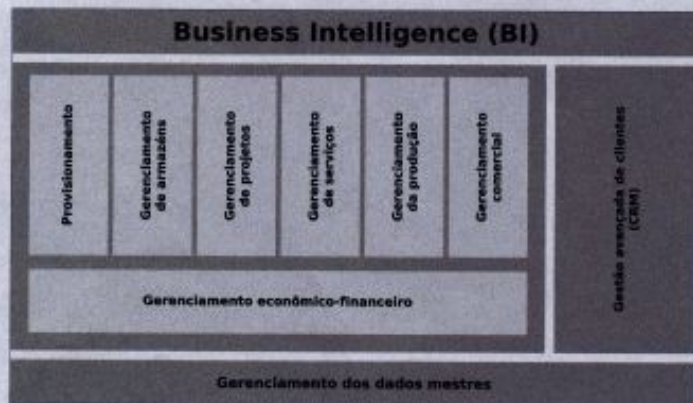 Business Intelligence (BI)
Provisionamento
Gerenciamento
de armazéns
Gerenciamento
de projetos
Gerenciamento
de serviços
Gerenciamento
da produção
Gerenciamento
comercial
Gestão avançada de clientes
(CRM)
Gerenciamento econômico-financeiro
Gerenciamento dos dados mestres